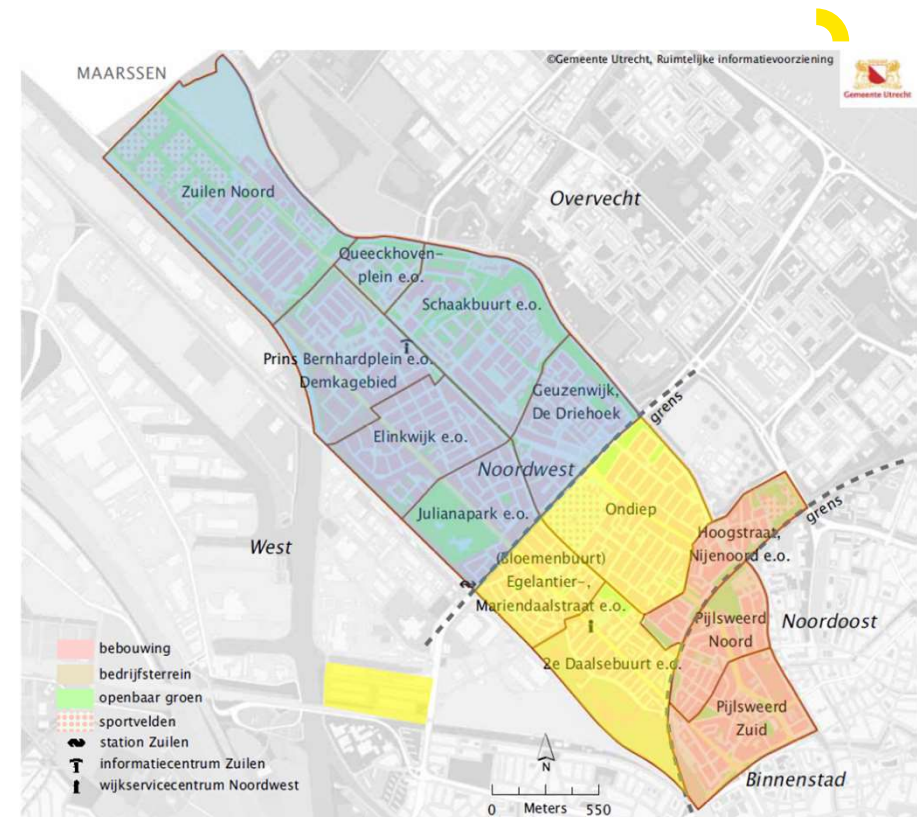 ©Gemeente Utrecht, Ruimtelijke informatievoorziening
Gemeente Utrecht
MAARSSEN
Zuilen Noord
Overvecht
Queeckhoven-
plein e.o.
Schaakbuurt e.o.
Prins Bernhardplein e.o.
Demkagebied
Geuzenwijk,
De Driehoek
grens
Elinkwijk e.o.
Noordwest
Julianapark e.o.
Ondiep
West
Hoogstraat,
Nijenoord e.o.
grens
(Bloemenbuurt)
Egelantier-,
Mariendaalstraat e.o.
Pijlsweerd
Noord
Noordoost
2e Daalsebuurt e.o.
Pijlsweerd
Zuid
Binnenstad
bebouwing
bedrijfsterrein
openbaar groen
sportvelden
station Zuilen
informatiecentrum Zuilen
wijkservicecentrum Noordwest
N
0 Meters 550